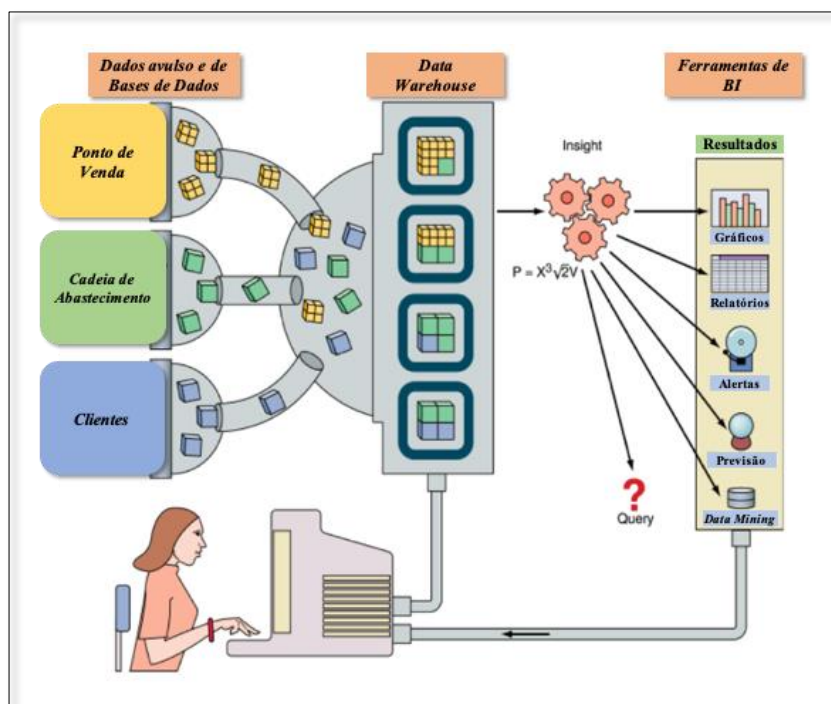 Dados avulso e de
Bases de Dados
Data
Warehouse
Ferramentas de
BI
Ponto de
Venda
Cadeia de
Abastecimento
Clientes
Insight
P = X³√2V
Query
Resultados
Gráficos
Relatórios
Alertas
Previsão
Data Mining